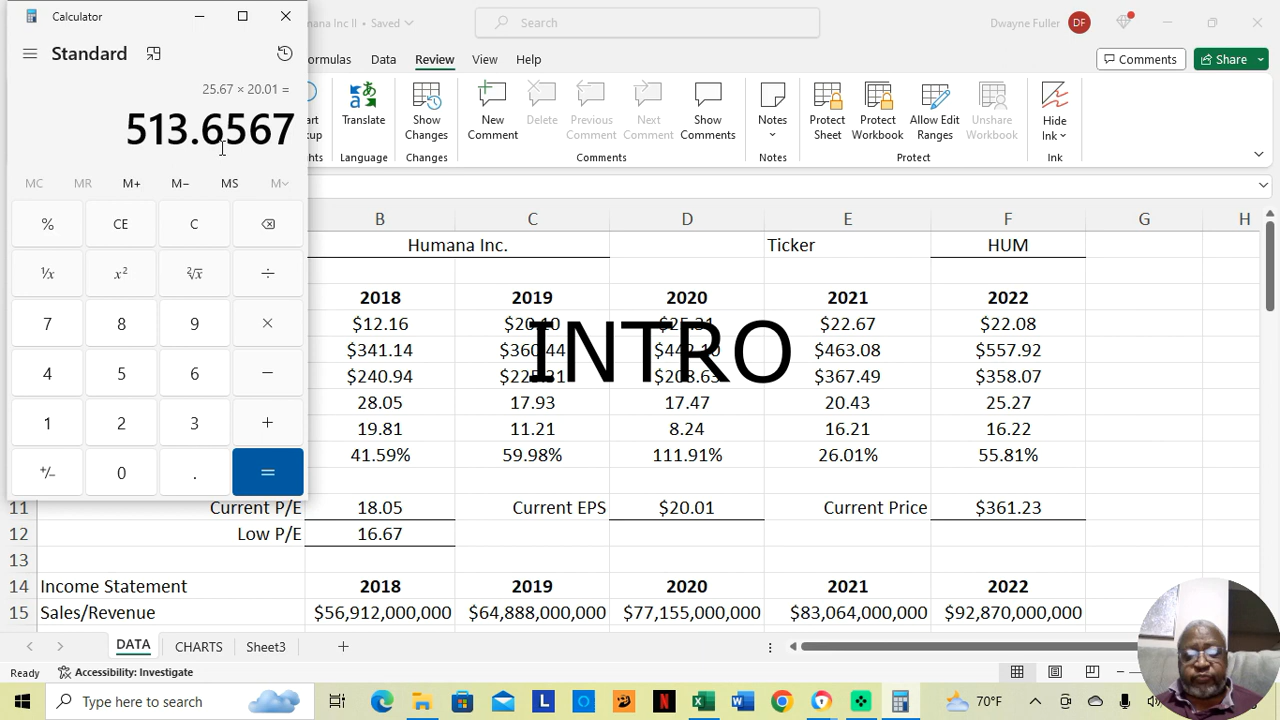 Calculator
Humana Inc II • Saved
Search
Dwayne Fuller DF
Standard
Data Review View Help
Comments Share
25.67 × 20.01 =
513.6567
MC MR M+ M− MS M
% CE C
¹/x x² ²√x ÷
7 8 9 ×
4 5 6 −
1 2 3 +
+/− 0 . =
Translate
Language
Show Changes
Changes
New Comment
Delete
Previous Comment
Next Comment
Show Comments
Comments
Notes
Notes
Protect Sheet
Protect Workbook
Allow Edit Ranges
Unshare Workbook
Protect
Hide Ink
Ink
B C D E F G H
Humana Inc. Ticker HUM
2018 2019 2020 2021 2022
$12.16 $20.10 $25.31 $22.67 $22.08
$341.14 $463.08 $557.92
INTRO
$240.94 $367.49 $358.07
28.05 17.93 17.47 20.43 25.27
19.81 11.21 8.24 16.21 16.22
41.59% 59.98% 111.91% 26.01% 55.81%
11 Current P/E 18.05 Current EPS $20.01 Current Price $361.23
12 Low P/E 16.67
13
14 Income Statement 2018 2019 2020 2021 2022
15 Sales/Revenue $56,912,000,000 $64,888,000,000 $77,155,000,000 $83,064,000,000 $92,870,000,000
DATA CHARTS Sheet3
Ready Accessibility: Investigate
Type here to search
70°F